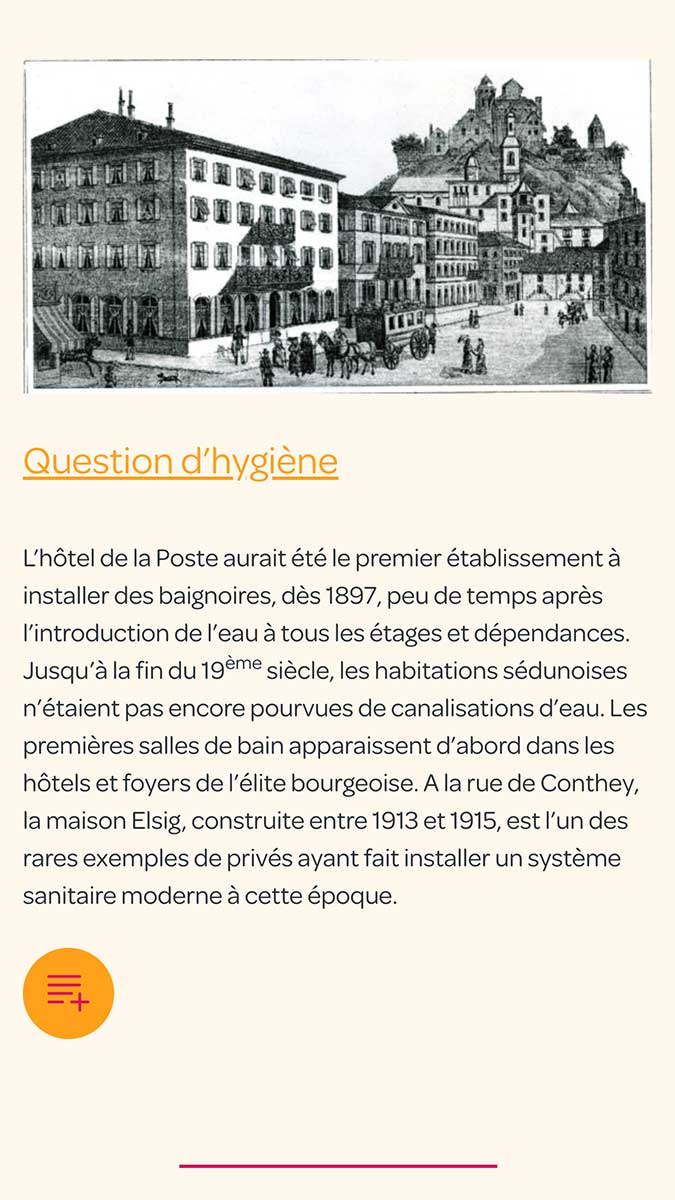 Question d’hygiène
L’hôtel de la Poste aurait été le premier établissement à
installer des baignoires, dès 1897, peu de temps après
l’introduction de l’eau à tous les étages et dépendances.
Jusqu’à la fin du 19ème siècle, les habitations sédunoises
n’étaient pas encore pourvues de canalisations d’eau. Les
premières salles de bain apparaissent d’abord dans les
hôtels et foyers de l’élite bourgeoise. A la rue de Conthey,
la maison Elsig, construite entre 1913 et 1915, est l’un des
rares exemples de privés ayant fait installer un système
sanitaire moderne à cette époque.